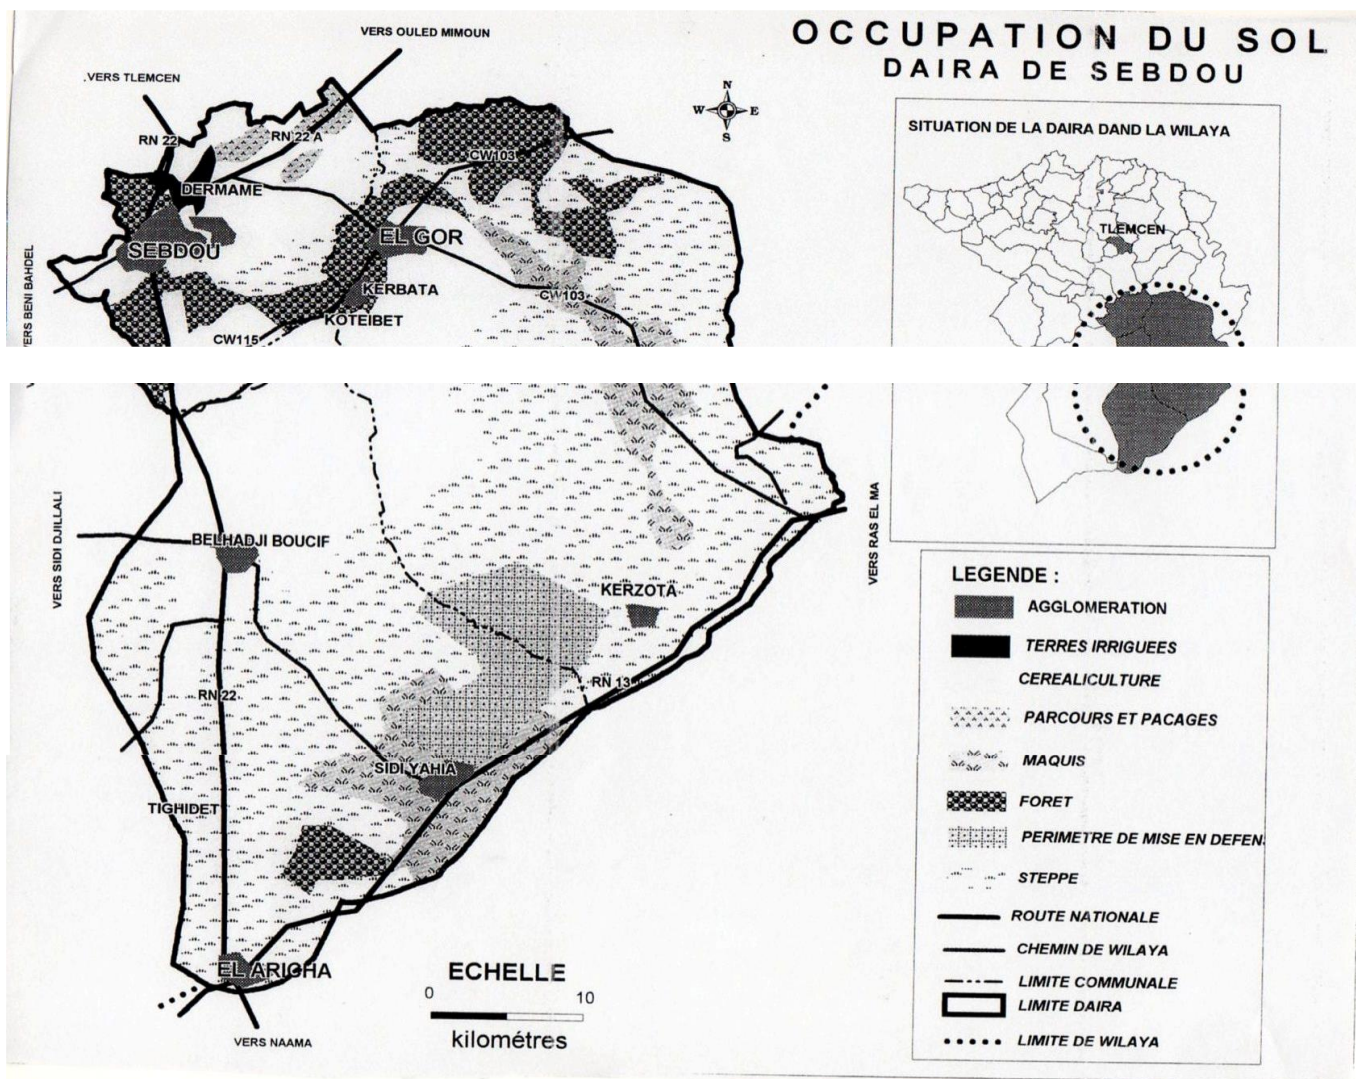 OCCUPATION DU SOL
DAIRA DE SEBDOU
VERS OULED MIMOUN
.VERS TLEMCEN
N
W E
S
RN 22
RN 22 A
CW103
DERMAME
SEBDOU
EL GOR
KERBATA
CW103
KOTEIBET
CW115
VERS BENI BAHDEL
SITUATION DE LA DAIRA DAND LA WILAYA
TLEMCEN
VERS SIDI DJILLALI
BELHADJI BOUCIF
KERZOTA
VERS RAS EL MA
RN 13
RN 22
SIDI YAHIA
TIGHIDET
EL ARICHA
VERS NAAMA
ECHELLE
0 10
kilométres
LEGENDE :
AGGLOMERATION
TERRES IRRIGUEES
CEREALICULTURE
PARCOURS ET PACAGES
MAQUIS
FORET
PERIMETRE DE MISE EN DEFENS
STEPPE
ROUTE NATIONALE
CHEMIN DE WILAYA
LIMITE COMMUNALE
LIMITE DAIRA
LIMITE DE WILAYA